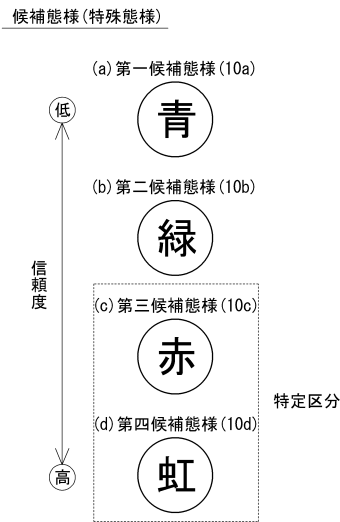 候補態様(特殊態様)
(a)第一候補態様(10a)
低
青
(b)第二候補態様(10b)
緑
信頼度
(c)第三候補態様(10c)
赤
特定区分
(d)第四候補態様(10d)
虹
高